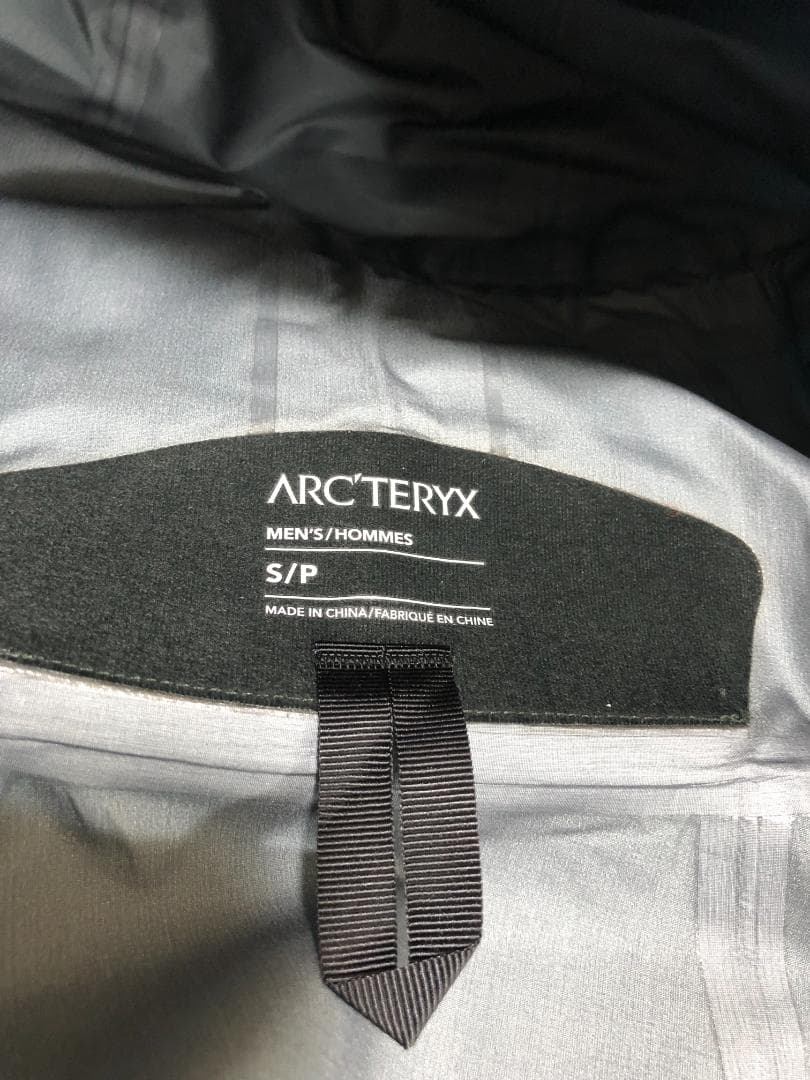 ARC'TERYX
MEN'S/HOMMES
S/P
MADE IN CHINA/FABRIQUÉ EN CHINE